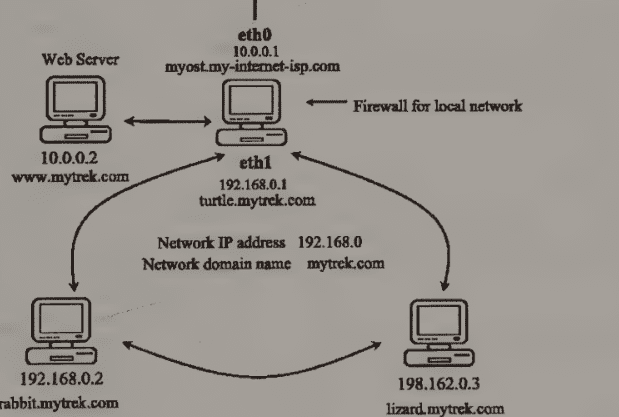 eth0
10.0.0.1
myost.my-internet-isp.com
Web Server
Firewall for local network
10.0.0.2
www.mytrek.com
eth1
192.168.0.1
turtle.mytrek.com
Network IP address 192.168.0
Network domain name mytrek.com
192.168.0.2
rabbit.mytrek.com
198.162.0.3
lizard.mytrek.com